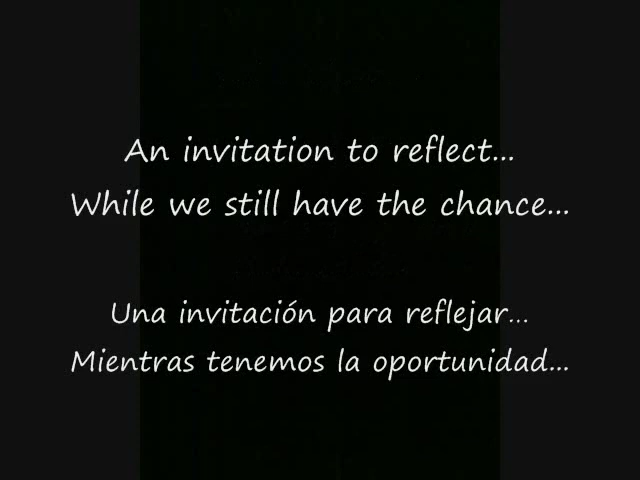 An invitation to reflect...
While we still have the chance...
Una invitación para reflejar...
Mientras tenemos la oportunidad...